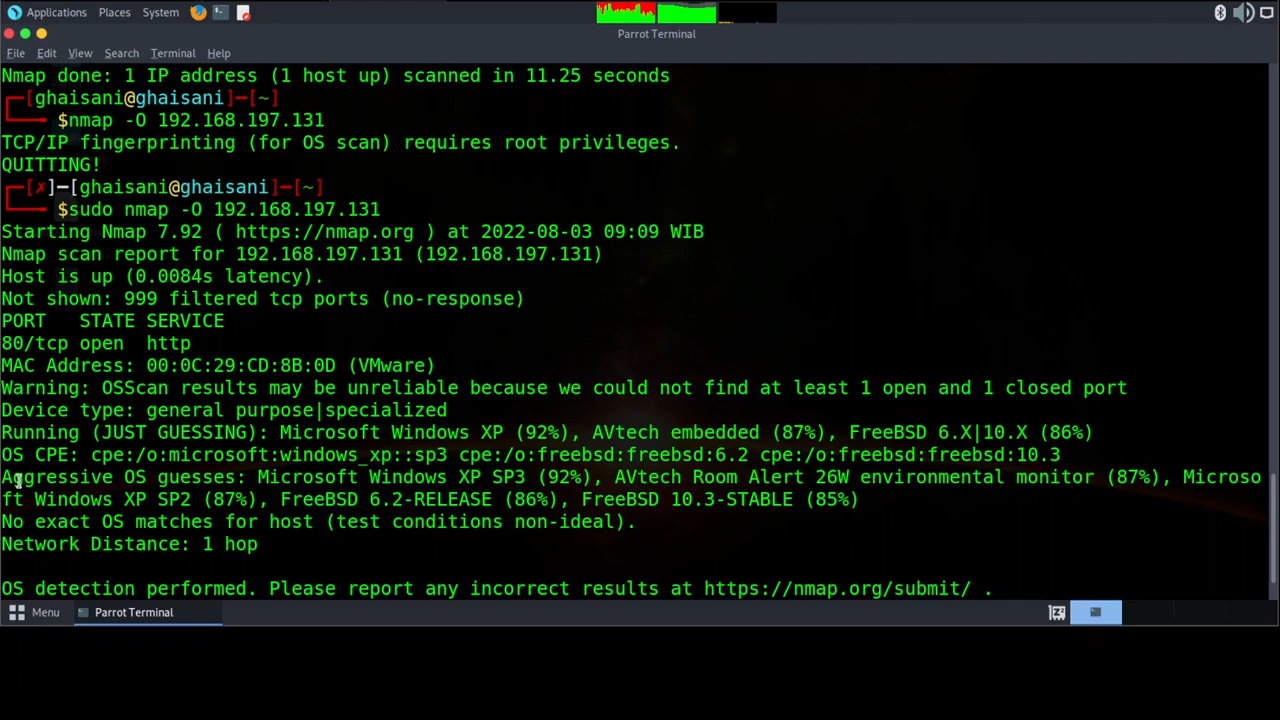 Applications Places System
Parrot Terminal
File Edit View Search Terminal Help
Nmap done: 1 IP address (1 host up) scanned in 11.25 seconds
┌─[ghaisani@ghaisani]─[~]
└──╼ $nmap -O 192.168.197.131
TCP/IP fingerprinting (for OS scan) requires root privileges.
QUITTING!
┌─[✗]─[ghaisani@ghaisani]─[~]
└──╼ $sudo nmap -O 192.168.197.131
Starting Nmap 7.92 ( https://nmap.org ) at 2022-08-03 09:09 WIB
Nmap scan report for 192.168.197.131 (192.168.197.131)
Host is up (0.0084s latency).
Not shown: 999 filtered tcp ports (no-response)
PORT   STATE SERVICE
80/tcp open  http
MAC Address: 00:0C:29:CD:8B:0D (VMware)
Warning: OSScan results may be unreliable because we could not find at least 1 open and 1 closed port
Device type: general purpose|specialized
Running (JUST GUESSING): Microsoft Windows XP (92%), AVtech embedded (87%), FreeBSD 6.X|10.X (86%)
OS CPE: cpe:/o:microsoft:windows_xp::sp3 cpe:/o:freebsd:freebsd:6.2 cpe:/o:freebsd:freebsd:10.3
Aggressive OS guesses: Microsoft Windows XP SP3 (92%), AVtech Room Alert 26W environmental monitor (87%), Microso
ft Windows XP SP2 (87%), FreeBSD 6.2-RELEASE (86%), FreeBSD 10.3-STABLE (85%)
No exact OS matches for host (test conditions non-ideal).
Network Distance: 1 hop
OS detection performed. Please report any incorrect results at https://nmap.org/submit/ .
Menu Parrot Terminal